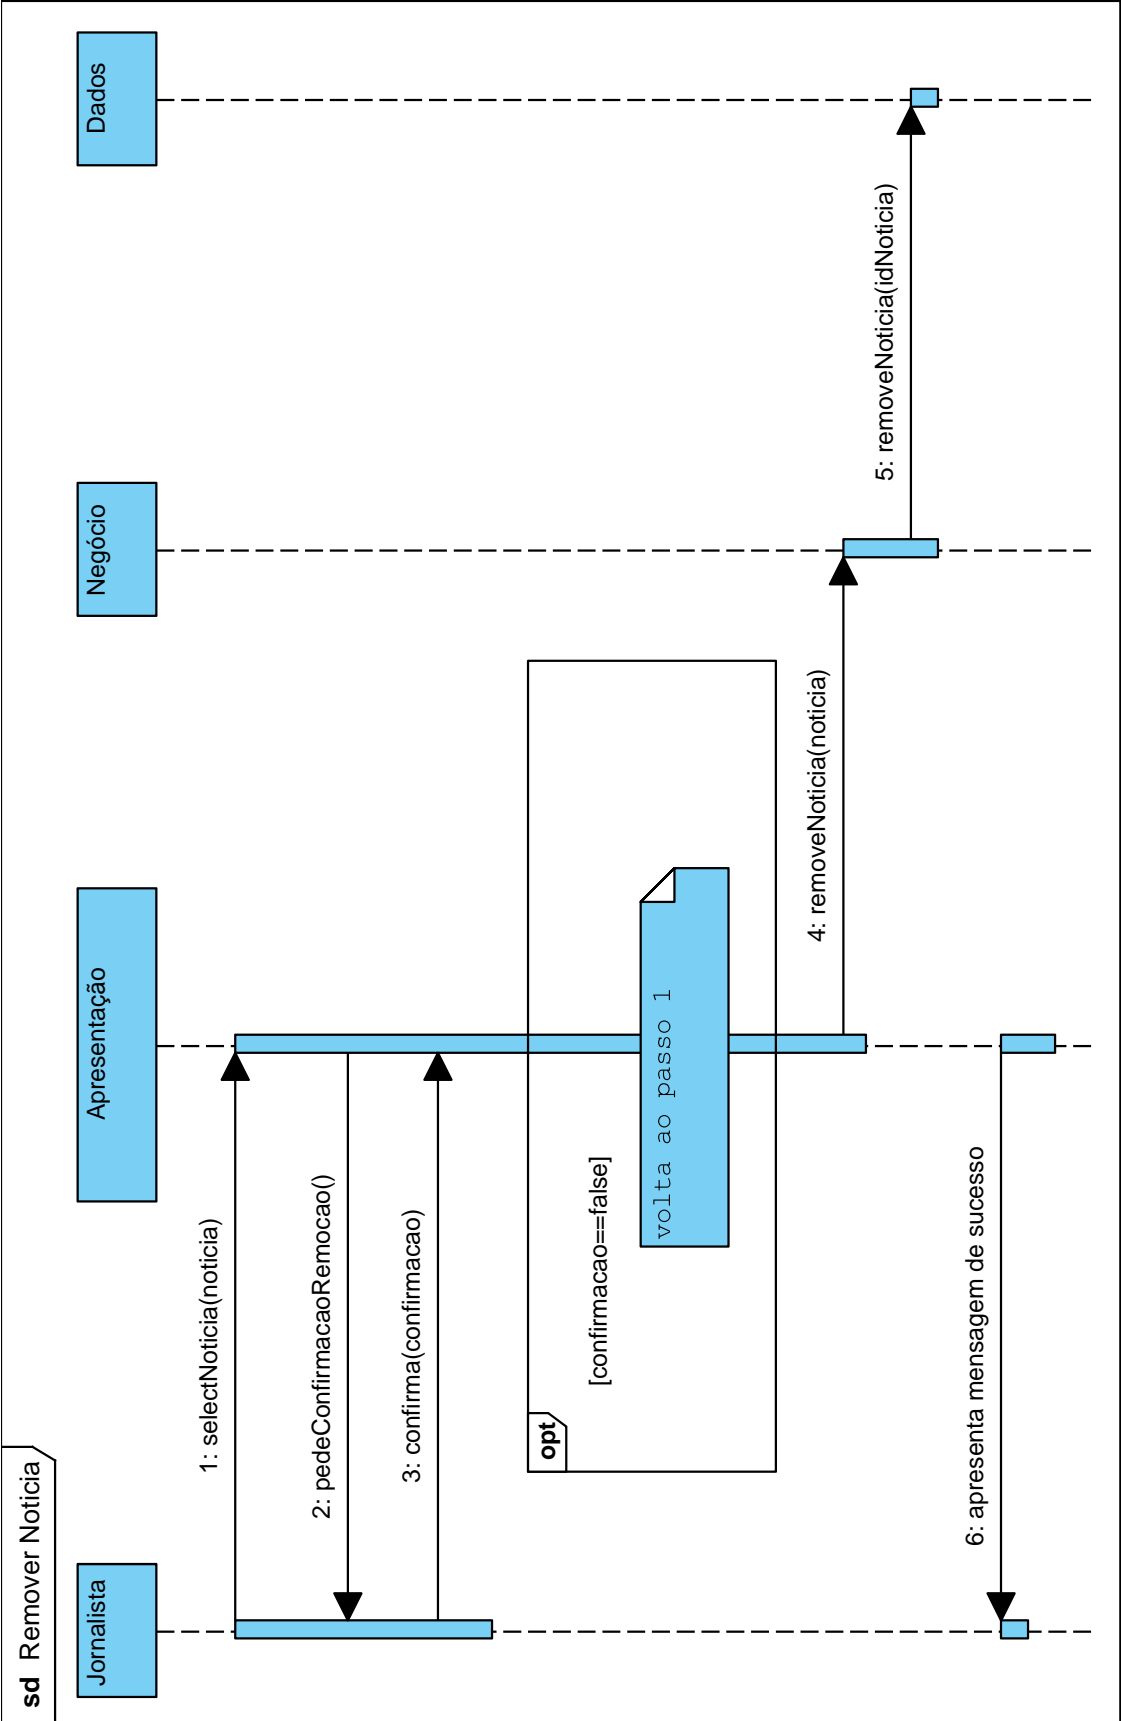 sd Remover Noticia
Jornalista
Apresentação
Negócio
Dados
1: selectNoticia(noticia)
2: pedeConfirmacaoRemocao()
3: confirma(confirmacao)
opt
[confirmacao==false]
volta ao passo 1
4: removeNoticia(noticia)
5: removeNoticia(idNoticia)
6: apresenta mensagem de sucesso